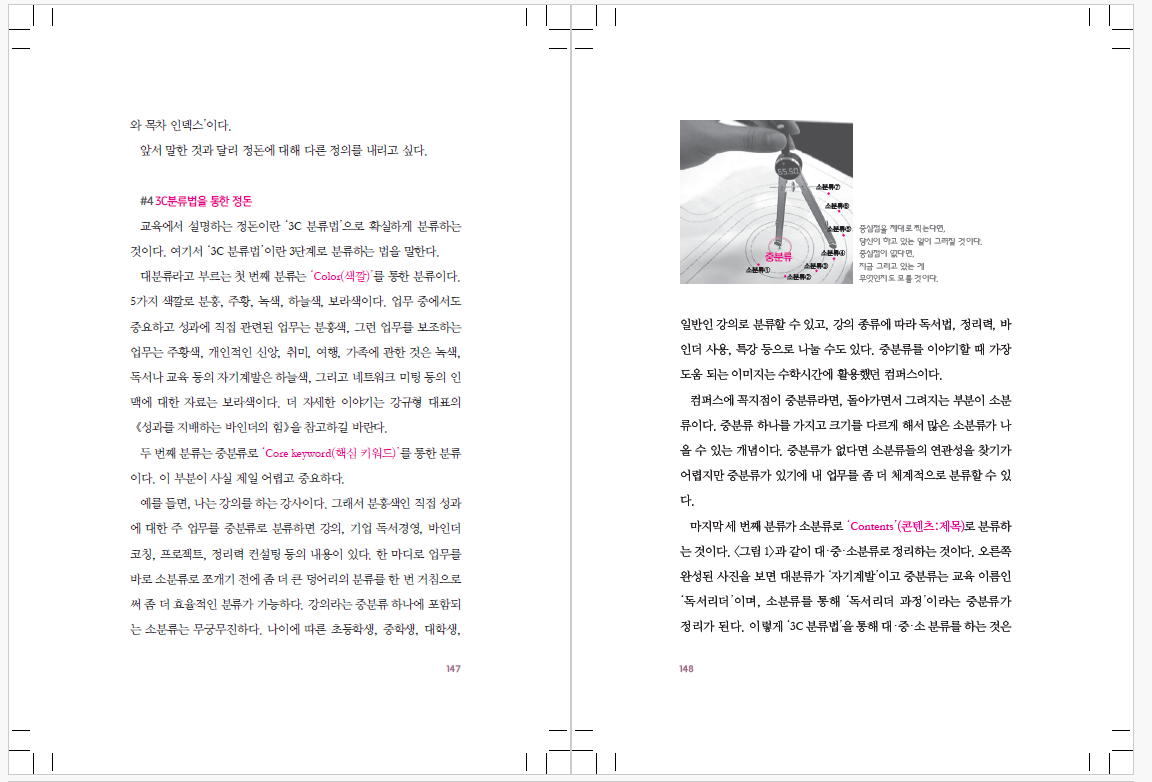 와 목차 인덱스’이다.
앞서 말한 것과 달리 정돈에 대해 다른 정의를 내리고 싶다.
#4 3C분류법을 통한 정돈
교육에서 설명하는 정돈이란 ‘3C 분류법’으로 확실하게 분류하는
것이다. 여기서 ‘3C 분류법’이란 3단계로 분류하는 법을 말한다.
대분류라고 부르는 첫 번째 분류는 ‘Color(색깔)’를 통한 분류이다.
5가지 색깔로 분홍, 주황, 녹색, 하늘색, 보라색이다. 업무 중에서도
중요하고 성과에 직접 관련된 업무는 분홍색, 그런 업무를 보조하는
업무는 주황색, 개인적인 신앙, 취미, 여행, 가족에 관한 것은 녹색,
독서나 교육 등의 자기계발은 하늘색, 그리고 네트워크 미팅 등의 인
맥에 대한 자료는 보라색이다. 더 자세한 이야기는 강규형 대표의
《성과를 지배하는 바인더의 힘》을 참고하길 바란다.
두 번째 분류는 중분류로 ‘Core keyword(핵심 키워드)’를 통한 분류
이다. 이 부분이 사실 제일 어렵고 중요하다.
예를 들면, 나는 강의를 하는 강사이다. 그래서 분홍색인 직접 성과
에 대한 주 업무를 중분류로 분류하면 강의, 기업 독서경영, 바인더
코칭, 프로젝트, 정리력 컨설팅 등의 내용이 있다. 한 마디로 업무를
바로 소분류로 쪼개기 전에 좀 더 큰 덩어리의 분류를 한 번 거침으로
써 좀 더 효율적인 분류가 가능하다. 강의라는 중분류 하나에 포함되
는 소분류는 무궁무진하다. 나이에 따른 초등학생, 중학생, 대학생,
147
65.50
소분류⑦
소분류⑥
소분류⑤
소분류④
소분류③
소분류②
소분류①
중분류
중심점을 제대로 찍는다면,
당신이 하고 있는 일이 그려질 것이다.
중심점이 없다면,
지금 그리고 있는 게
무엇인지도 모를 것이다.
일반인 강의로 분류할 수 있고, 강의 종류에 따라 독서법, 정리력, 바
인더 사용, 특강 등으로 나눌 수도 있다. 중분류를 이야기할 때 가장
도움 되는 이미지는 수학시간에 활용했던 컴퍼스이다.
컴퍼스에 꼭지점이 중분류라면, 돌아가면서 그려지는 부분이 소분
류이다. 중분류 하나를 가지고 크기를 다르게 해서 많은 소분류가 나
올 수 있는 개념이다. 중분류가 없다면 소분류들의 연관성을 찾기가
어렵지만 중분류가 있기에 내 업무를 좀 더 체계적으로 분류할 수 있
다.
마지막 세 번째 분류가 소분류로 ‘Contents’(콘텐츠:제목)로 분류하
는 것이다. 〈그림 1〉과 같이 대·중·소분류로 정리하는 것이다. 오른쪽
완성된 사진을 보면 대분류가 ‘자기계발’이고 중분류는 교육 이름인
‘독서리더’이며, 소분류를 통해 ‘독서리더 과정’이라는 중분류가
정리가 된다. 이렇게 ‘3C 분류법’을 통해 대·중·소 분류를 하는 것은
148